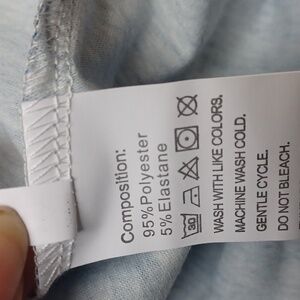 Composition:
95%Polyester
5%Elastane
WASH WITH LIKE COLORS.
MACHINE WASH COLD.
GENTLE CYCLE.
DO NOT BLEACH.